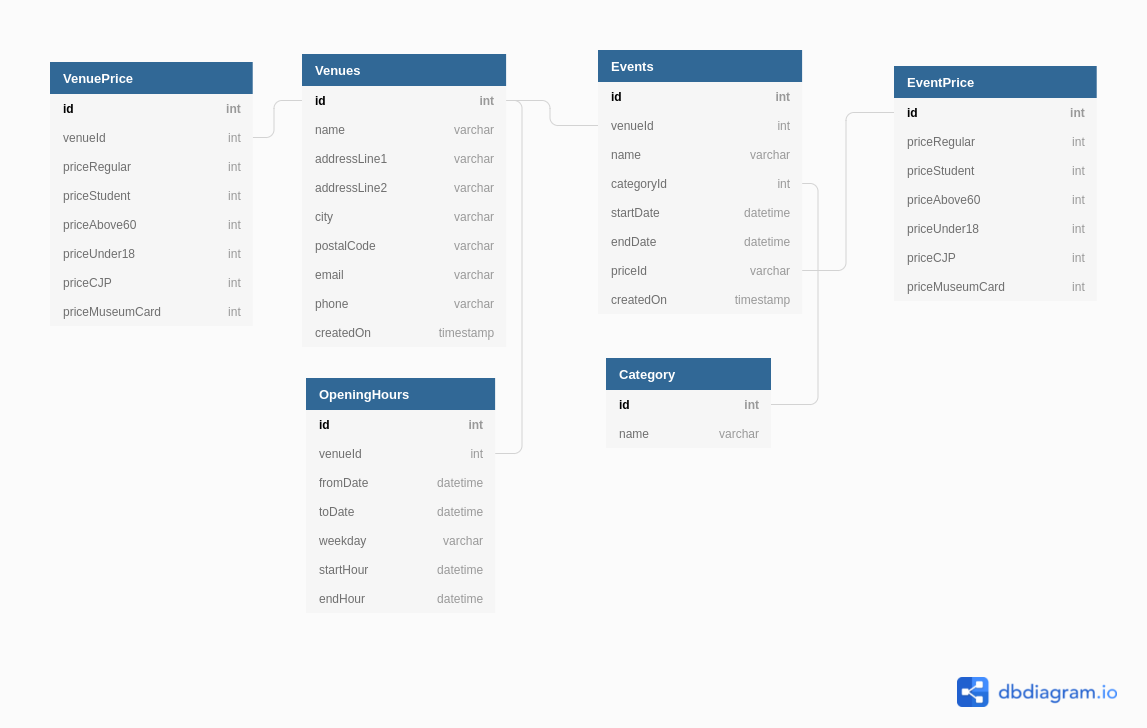 VenuePrice
id int
venueId int
priceRegular int
priceStudent int
priceAbove60 int
priceUnder18 int
priceCJP int
priceMuseumCard int
Venues
id int
name varchar
addressLine1 varchar
addressLine2 varchar
city varchar
postalCode varchar
email varchar
phone varchar
createdOn timestamp
Events
id int
venueId int
name varchar
categoryId int
startDate datetime
endDate datetime
priceId varchar
createdOn timestamp
EventPrice
id int
priceRegular int
priceStudent int
priceAbove60 int
priceUnder18 int
priceCJP int
priceMuseumCard int
OpeningHours
id int
venueId int
fromDate datetime
toDate datetime
weekday varchar
startHour datetime
endHour datetime
Category
id int
name varchar
dbdiagram.io